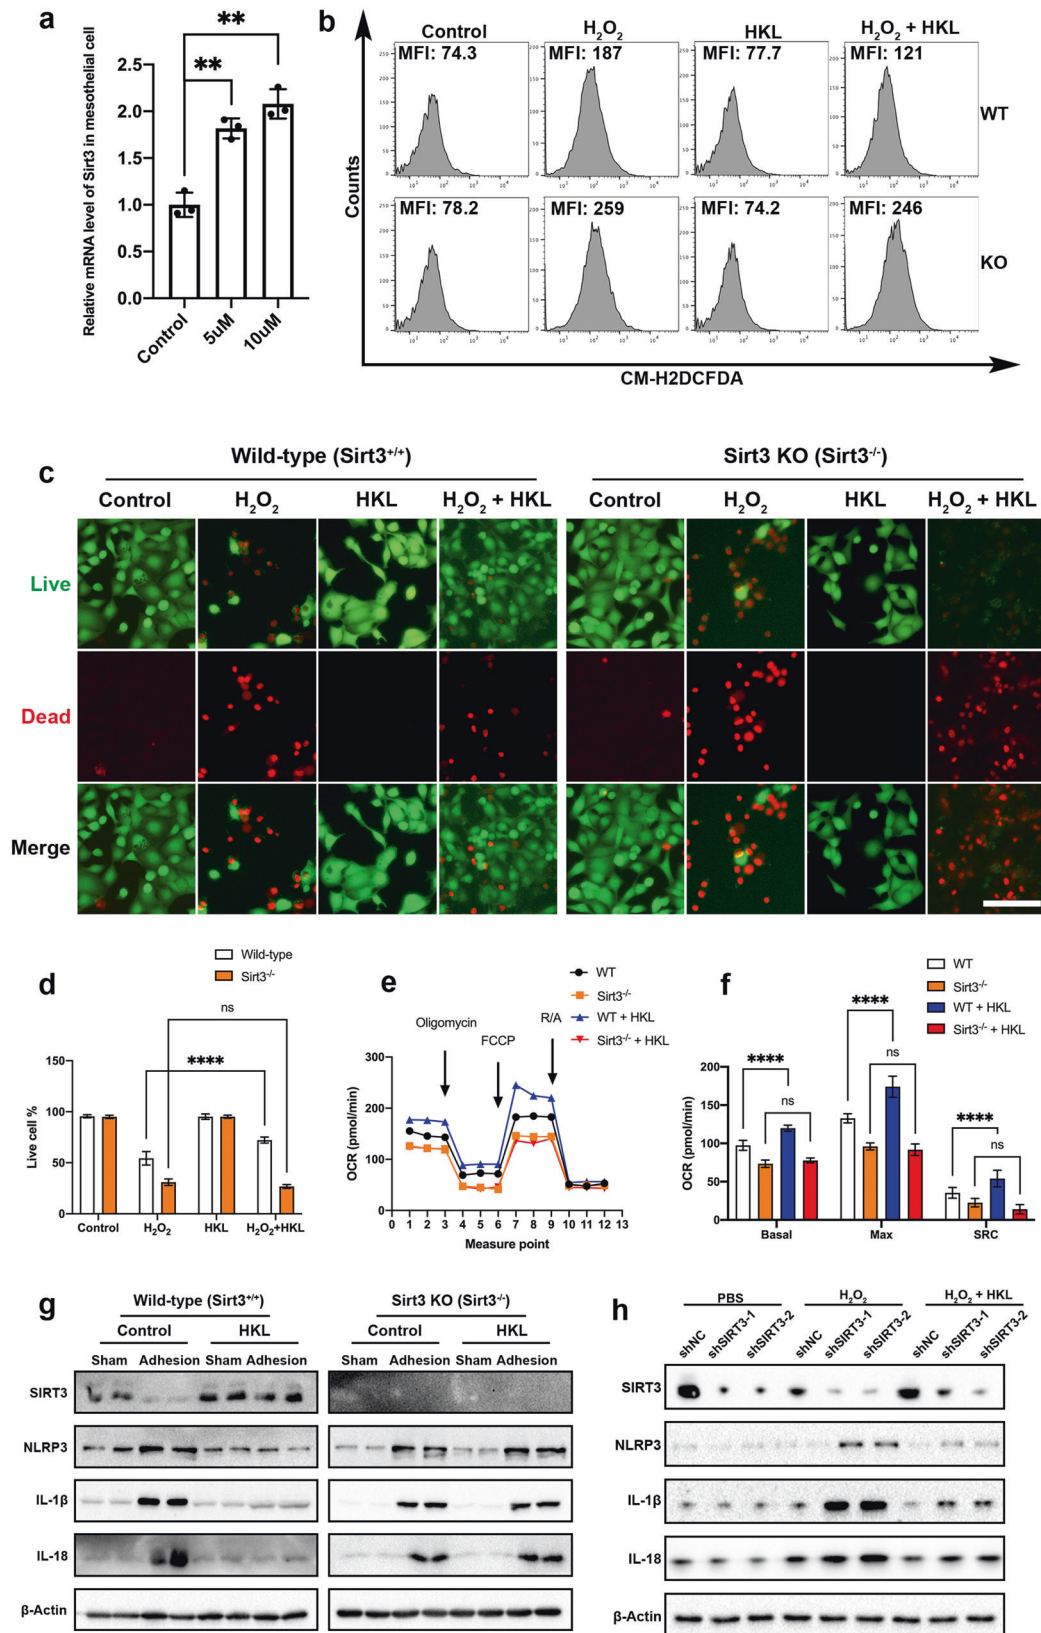 a
**
**
2.5
2.0
1.5
1.0
0.5
0.0
Relative mRNA level of Sirt3 in mesothelial cell
Control
5uM
10uM
b
Control
H₂O₂
HKL
H₂O₂ + HKL
MFI: 74.3
MFI: 187
MFI: 77.7
MFI: 121
WT
MFI: 78.2
MFI: 259
MFI: 74.2
MFI: 246
KO
Counts
CM-H2DCFDA
c
Wild-type (Sirt3⁺/⁺)
Sirt3 KO (Sirt3⁻/⁻)
Control
H₂O₂
HKL
H₂O₂ + HKL
Control
H₂O₂
HKL
H₂O₂ + HKL
Live
Dead
Merge
d
Wild-type
Sirt3⁻/⁻
ns
****
150
100
50
0
Live cell %
Control
H₂O₂
HKL
H₂O₂+HKL
e
WT
Sirt3⁻/⁻
WT + HKL
Sirt3⁻/⁻ + HKL
Oligomycin
FCCP
R/A
300
200
100
0
OCR (pmol/min)
0 1 2 3 4 5 6 7 8 9 10 11 12 13
Measure point
f
WT
Sirt3⁻/⁻
WT + HKL
Sirt3⁻/⁻ + HKL
****
ns
****
ns
****
ns
200
150
100
50
0
OCR (pmol/min)
Basal
Max
SRC
g
Wild-type (Sirt3⁺/⁺)
Sirt3 KO (Sirt3⁻/⁻)
Control
HKL
Control
HKL
Sham Adhesion Sham Adhesion
Sham Adhesion Sham Adhesion
SIRT3
NLRP3
IL-1β
IL-18
β-Actin
h
PBS
H₂O₂
H₂O₂ + HKL
shNC
shSIRT3-1
shSIRT3-2
shNC
shSIRT3-1
shSIRT3-2
shNC
shSIRT3-1
shSIRT3-2
SIRT3
NLRP3
IL-1β
IL-18
β-Actin